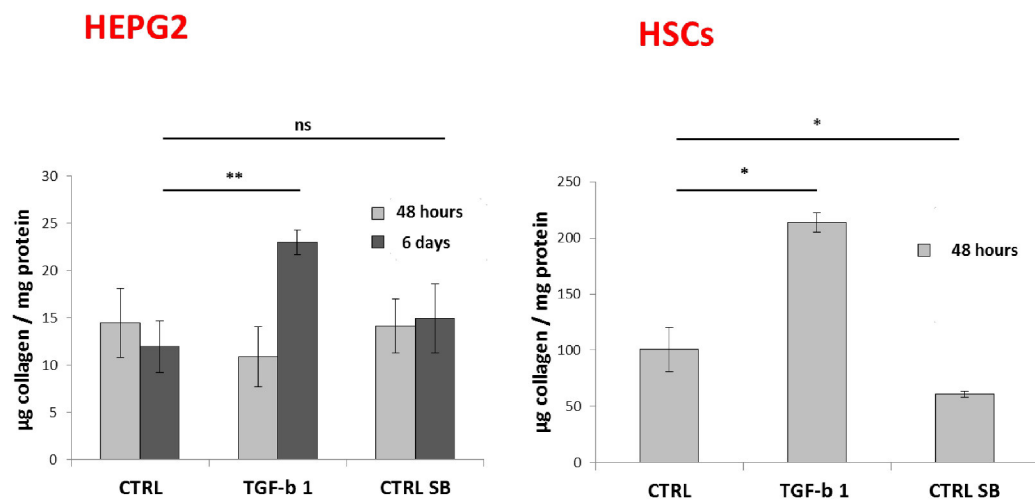 HEPG2
ns
**
30
25
20
15
10
5
0
µg collagen / mg protein
48 hours
6 days
CTRL
TGF-b 1
CTRL SB
HSCs
*
*
250
200
150
100
50
0
µg collagen / mg protein
48 hours
CTRL
TGF-b 1
CTRL SB